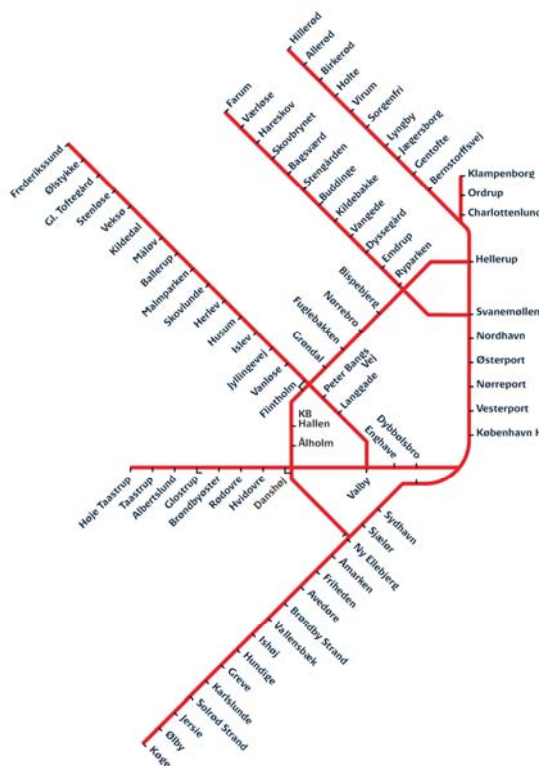 Hillerød
Allerød
Birkerød
Holte
Virum
Sorgenfri
Lyngby
Jægersborg
Gentofte
Bernstorffsvej
Klampenborg
Ordrup
Charlottenlund
Hellerup
Svanemøllen
Nordhavn
Østerport
Nørreport
Vesterport
København H
Farum
Værløse
Hareskov
Skovbrynet
Bagsværd
Stengården
Buddinge
Kildebakke
Vangede
Dyssegård
Emdrup
Ryparken
Bispebjerg
Nørrebro
Fuglebakken
Grøndal
Frederikssund
Ølstykke
Gl. Toftegård
Stenløse
Veksø
Kildedal
Måløv
Ballerup
Malmparken
Skovlunde
Herlev
Husum
Islev
Jyllingevej
Vanløse
Flintholm
Peter Bangs
Vej
Langgade
KB
Hallen
Ålholm
Enghave
Dybbølsbro
Høje Taastrup
Taastrup
Albertslund
Glostrup
Brøndbyøster
Rødovre
Hvidovre
Danshøj
Valby
Sydhavn
Sjælør
Ny Ellebjerg
Åmarken
Friheden
Avedøre
Brøndby Strand
Vallensbæk
Ishøj
Hundige
Greve
Karlslunde
Solrød Strand
Jersie
Ølby
Køge